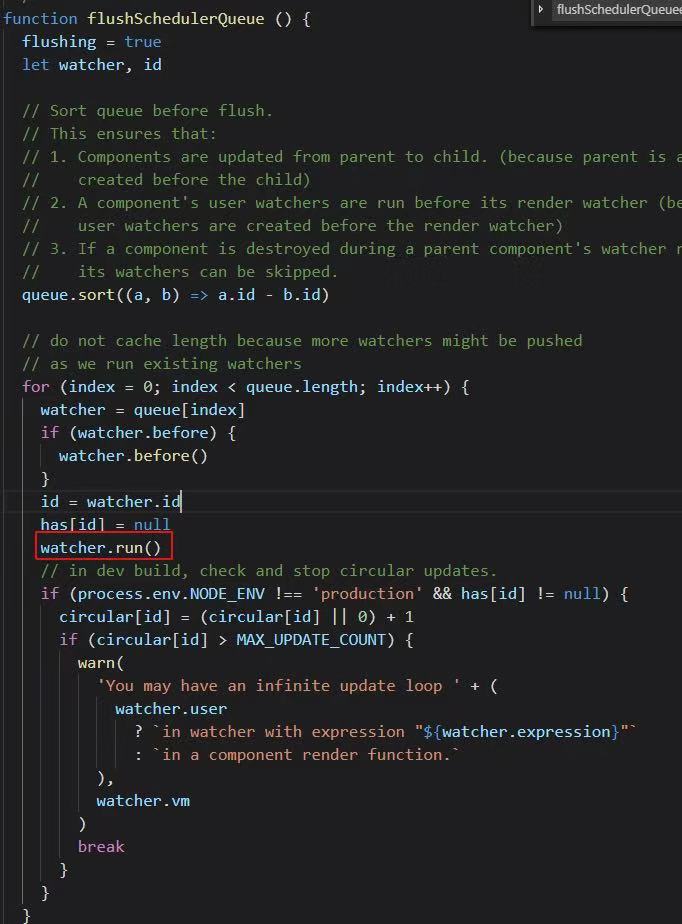 flushSchedulerQueue
function flushSchedulerQueue () {
  flushing = true
  let watcher, id

  // Sort queue before flush.
  // This ensures that:
  // 1. Components are updated from parent to child. (because parent is a
  //    created before the child)
  // 2. A component's user watchers are run before its render watcher (be
  //    user watchers are created before the render watcher)
  // 3. If a component is destroyed during a parent component's watcher r
  //    its watchers can be skipped.
  queue.sort((a, b) => a.id - b.id)

  // do not cache length because more watchers might be pushed
  // as we run existing watchers
  for (index = 0; index < queue.length; index++) {
    watcher = queue[index]
    if (watcher.before) {
      watcher.before()
    }
    id = watcher.id
    has[id] = null
    watcher.run()
    // in dev build, check and stop circular updates.
    if (process.env.NODE_ENV !== 'production' && has[id] != null) {
      circular[id] = (circular[id] || 0) + 1
      if (circular[id] > MAX_UPDATE_COUNT) {
        warn(
          'You may have an infinite update loop ' + (
            watcher.user
              ? `in watcher with expression "${watcher.expression}"`
              : `in a component render function.`
          ),
          watcher.vm
        )
        break
      }
    }
  }